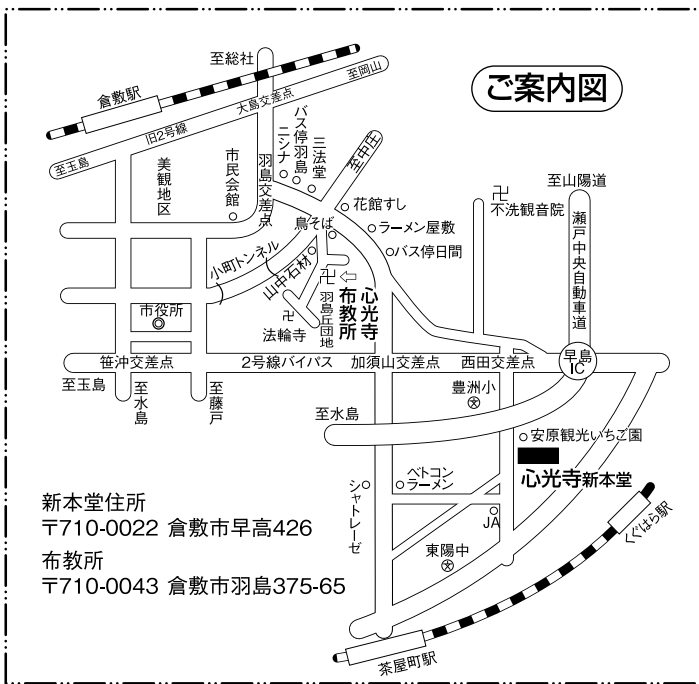 ご案内図
至総社
至岡山
倉敷駅
大島交差点
旧2号線
至玉島
美観地区
市民会館
羽島交差点
ニシナ
バス停羽島
三法堂
至中庄
花館すし
鳥そば
ラーメン屋敷
バス停日間
不洗観音院
至山陽道
瀬戸中央自動車道
小町トンネル
山中石材
卍
卍
卍
心光寺
布教所
羽島丘団地
法輪寺
市役所
笹沖交差点
2号線バイパス
加須山交差点
西田交差点
早島
IC
至玉島
至水島
至藤戸
豊洲小
至水島
安原観光いちご園
心光寺新本堂
シャトレーゼ
ベトコン
ラーメン
JA
東陽中
くぐはら駅
茶屋町駅
新本堂住所
〒710-0022 倉敷市早高426
布教所
〒710-0043 倉敷市羽島375-65